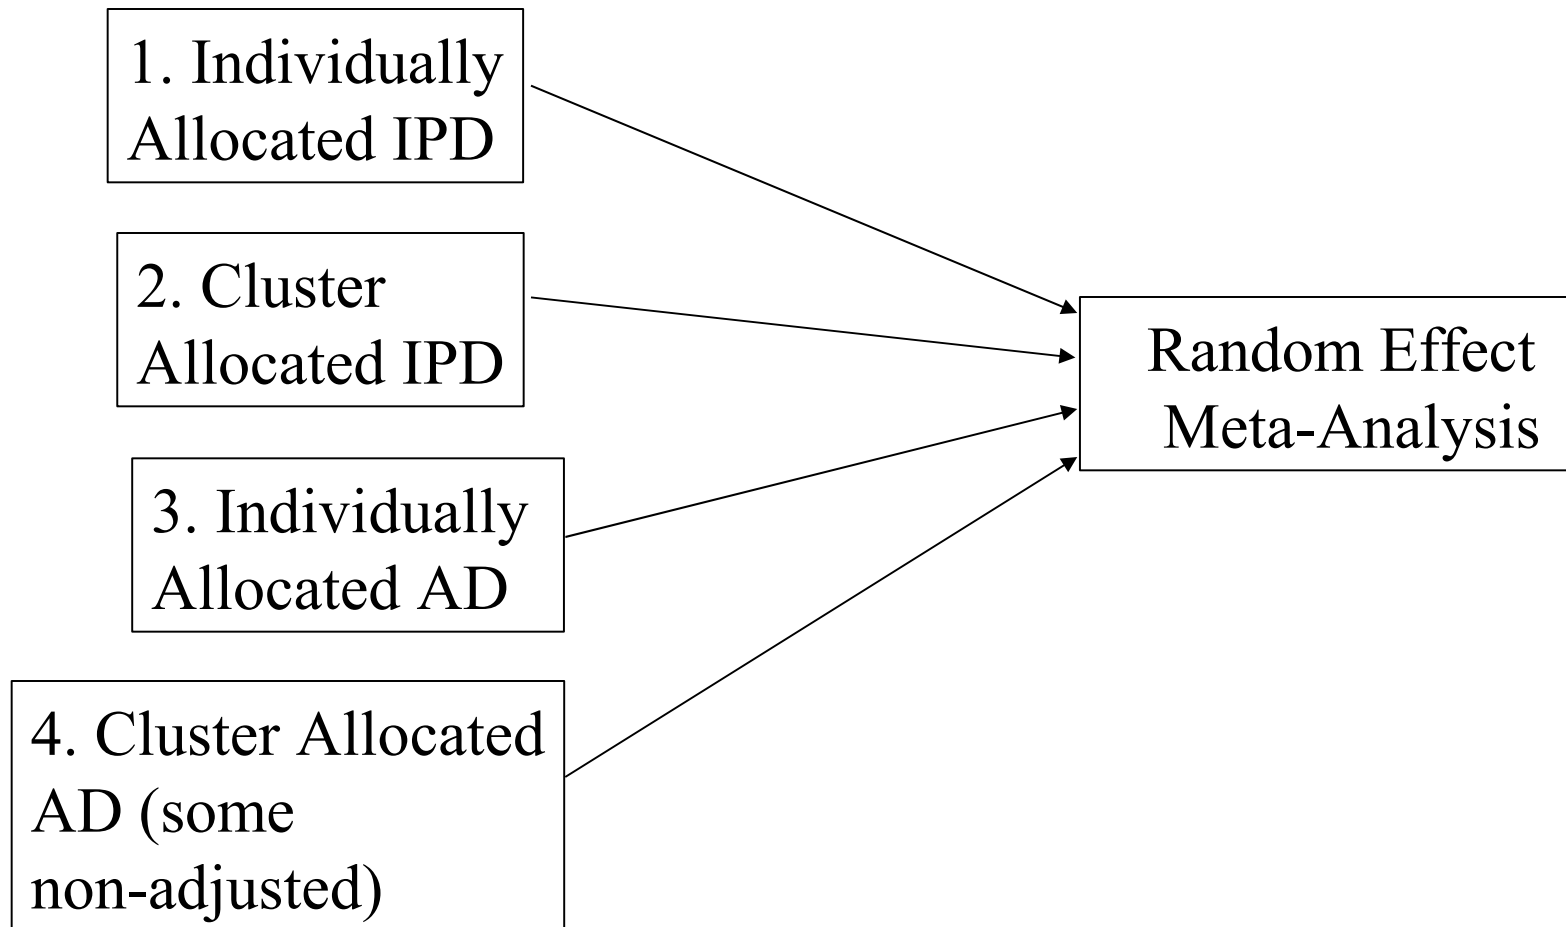 1. Individually
Allocated IPD
2. Cluster
Allocated IPD
3. Individually
Allocated AD
4. Cluster Allocated
AD (some
non-adjusted)
Random Effect
Meta-Analysis